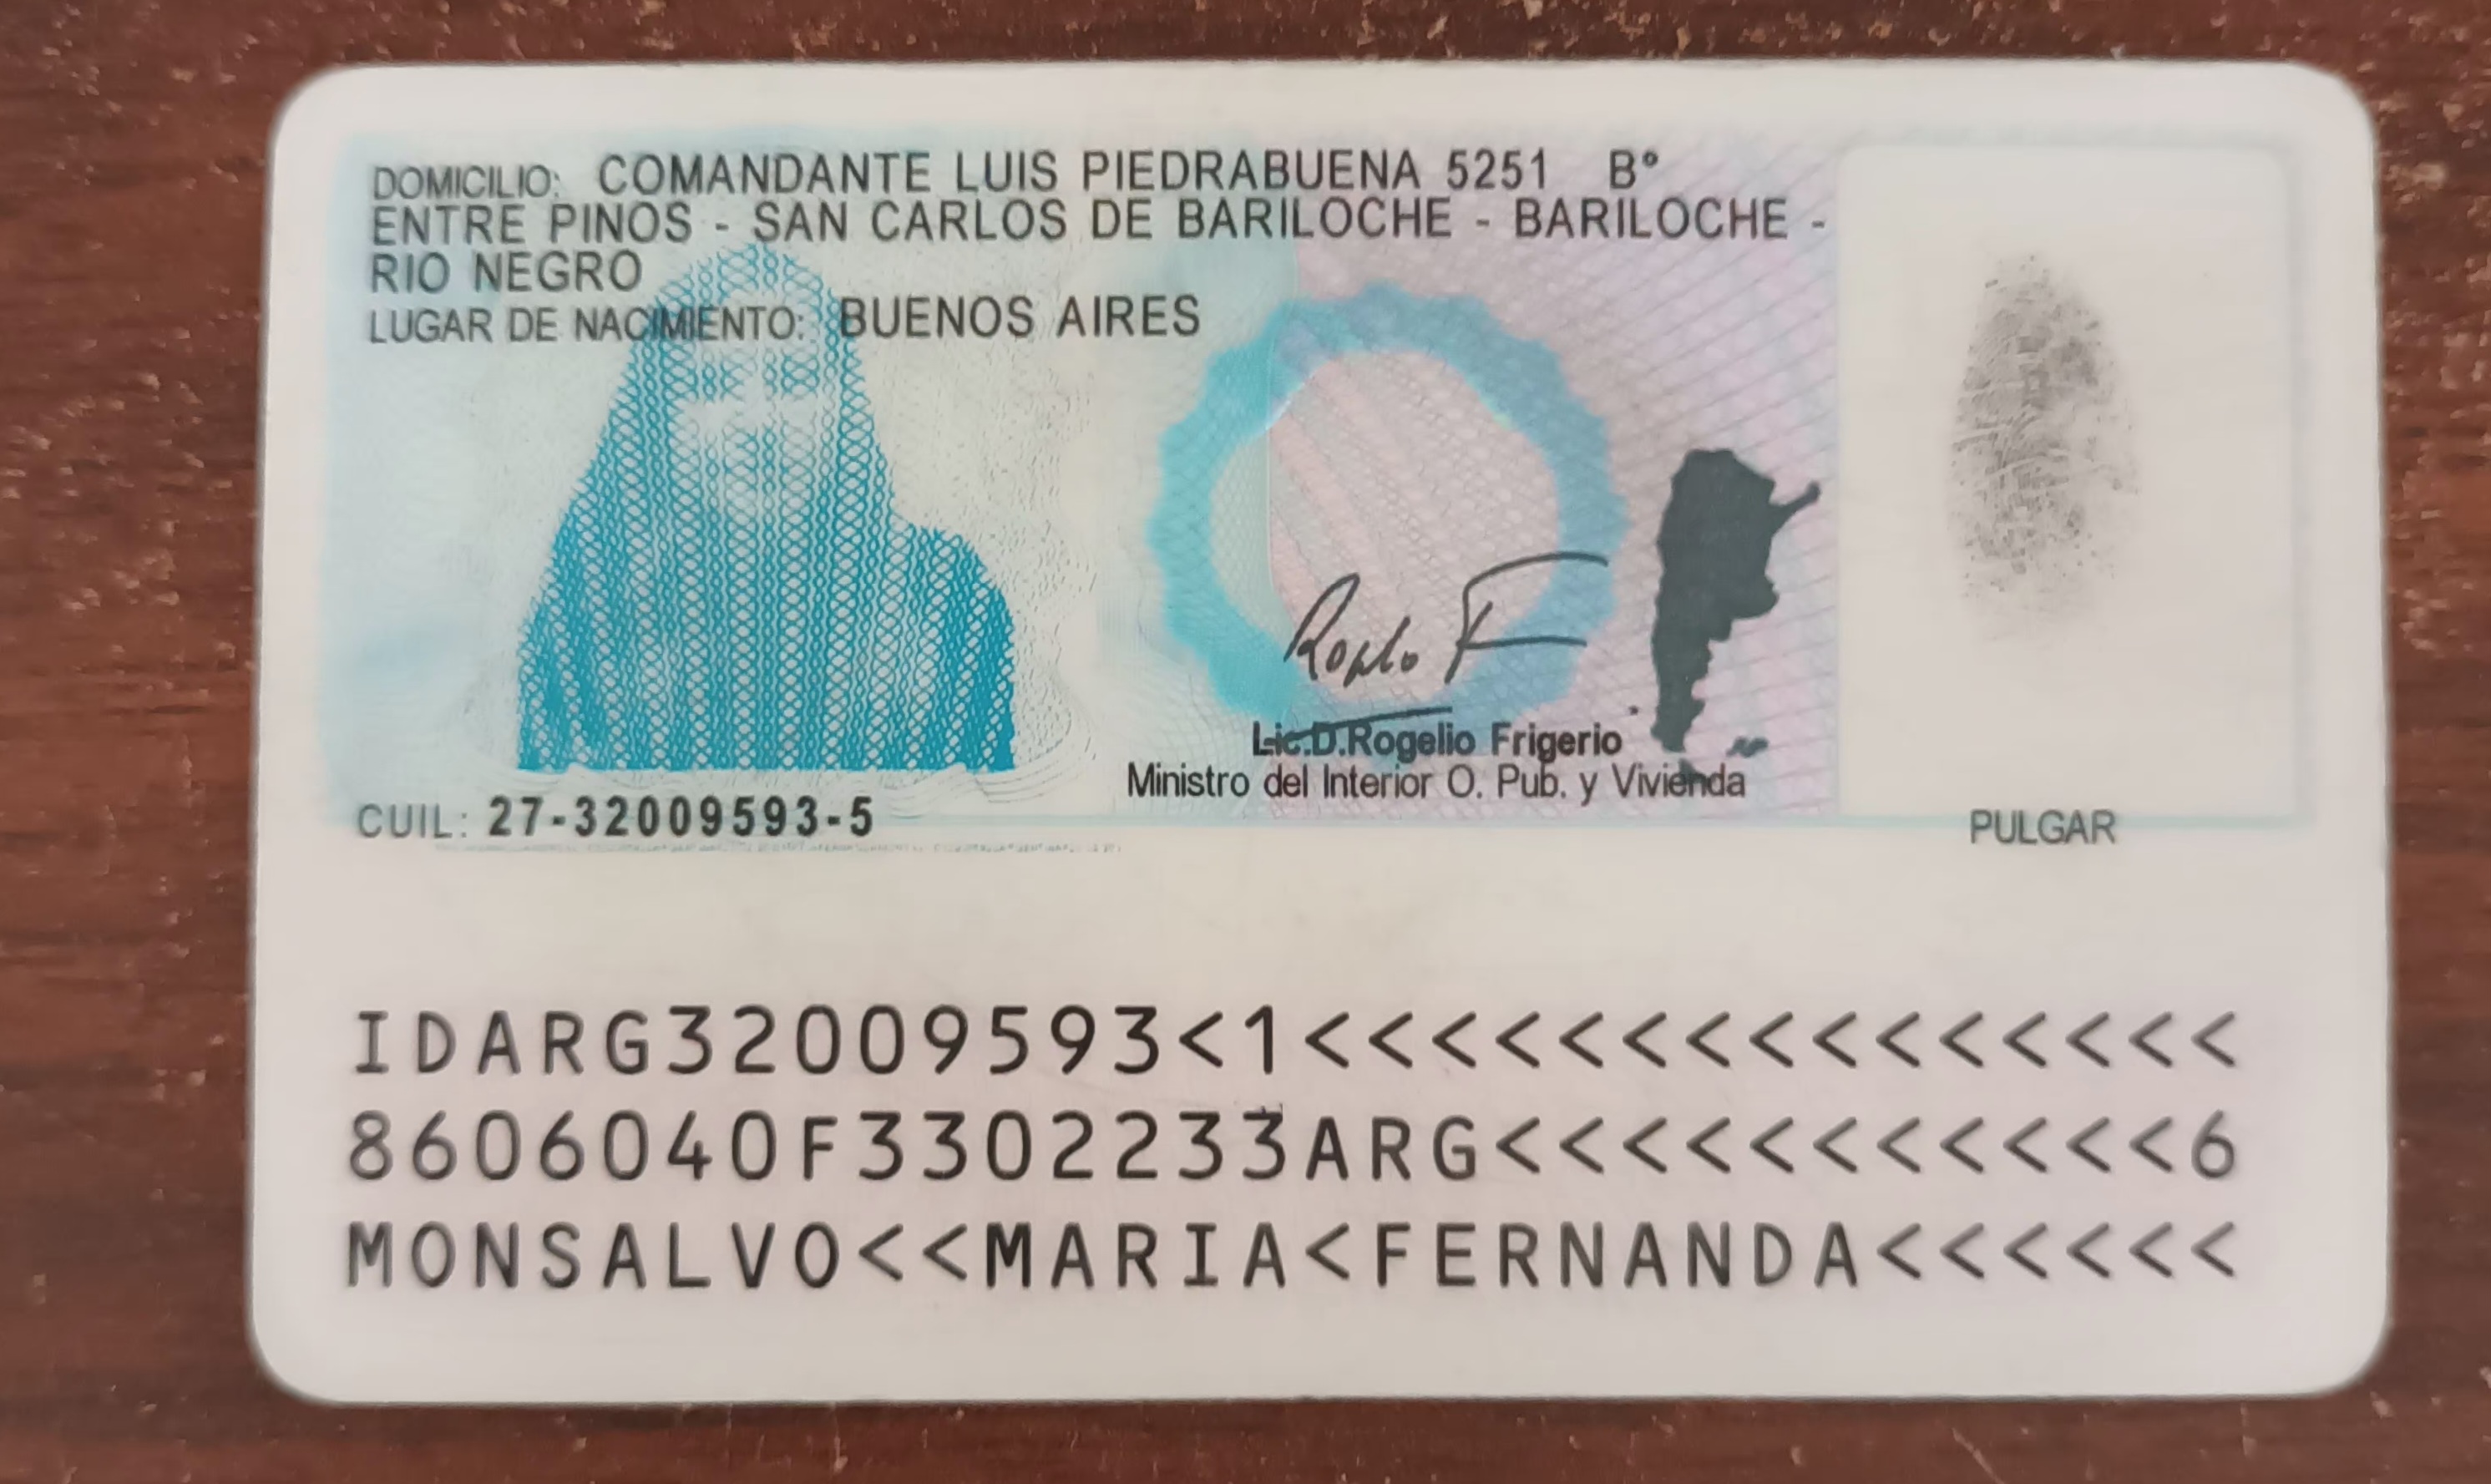 DOMICILIO: COMANDANTE LUIS PIEDRABUENA 5251 Bº
ENTRE PINOS - SAN CARLOS DE BARILOCHE - BARILOCHE -
RIO NEGRO
LUGAR DE NACIMIENTO: BUENOS AIRES
Lic.D.Rogelio Frigerio
Ministro del Interior O. Pub. y Vivienda
CUIL: 27-32009593-5
PULGAR
IDARG32009593<1<<<<<<<<<<<<<<<
8606040F3302233ARG<<<<<<<<<<<6
MONSALVO<<MARIA<FERNANDA<<<<<<